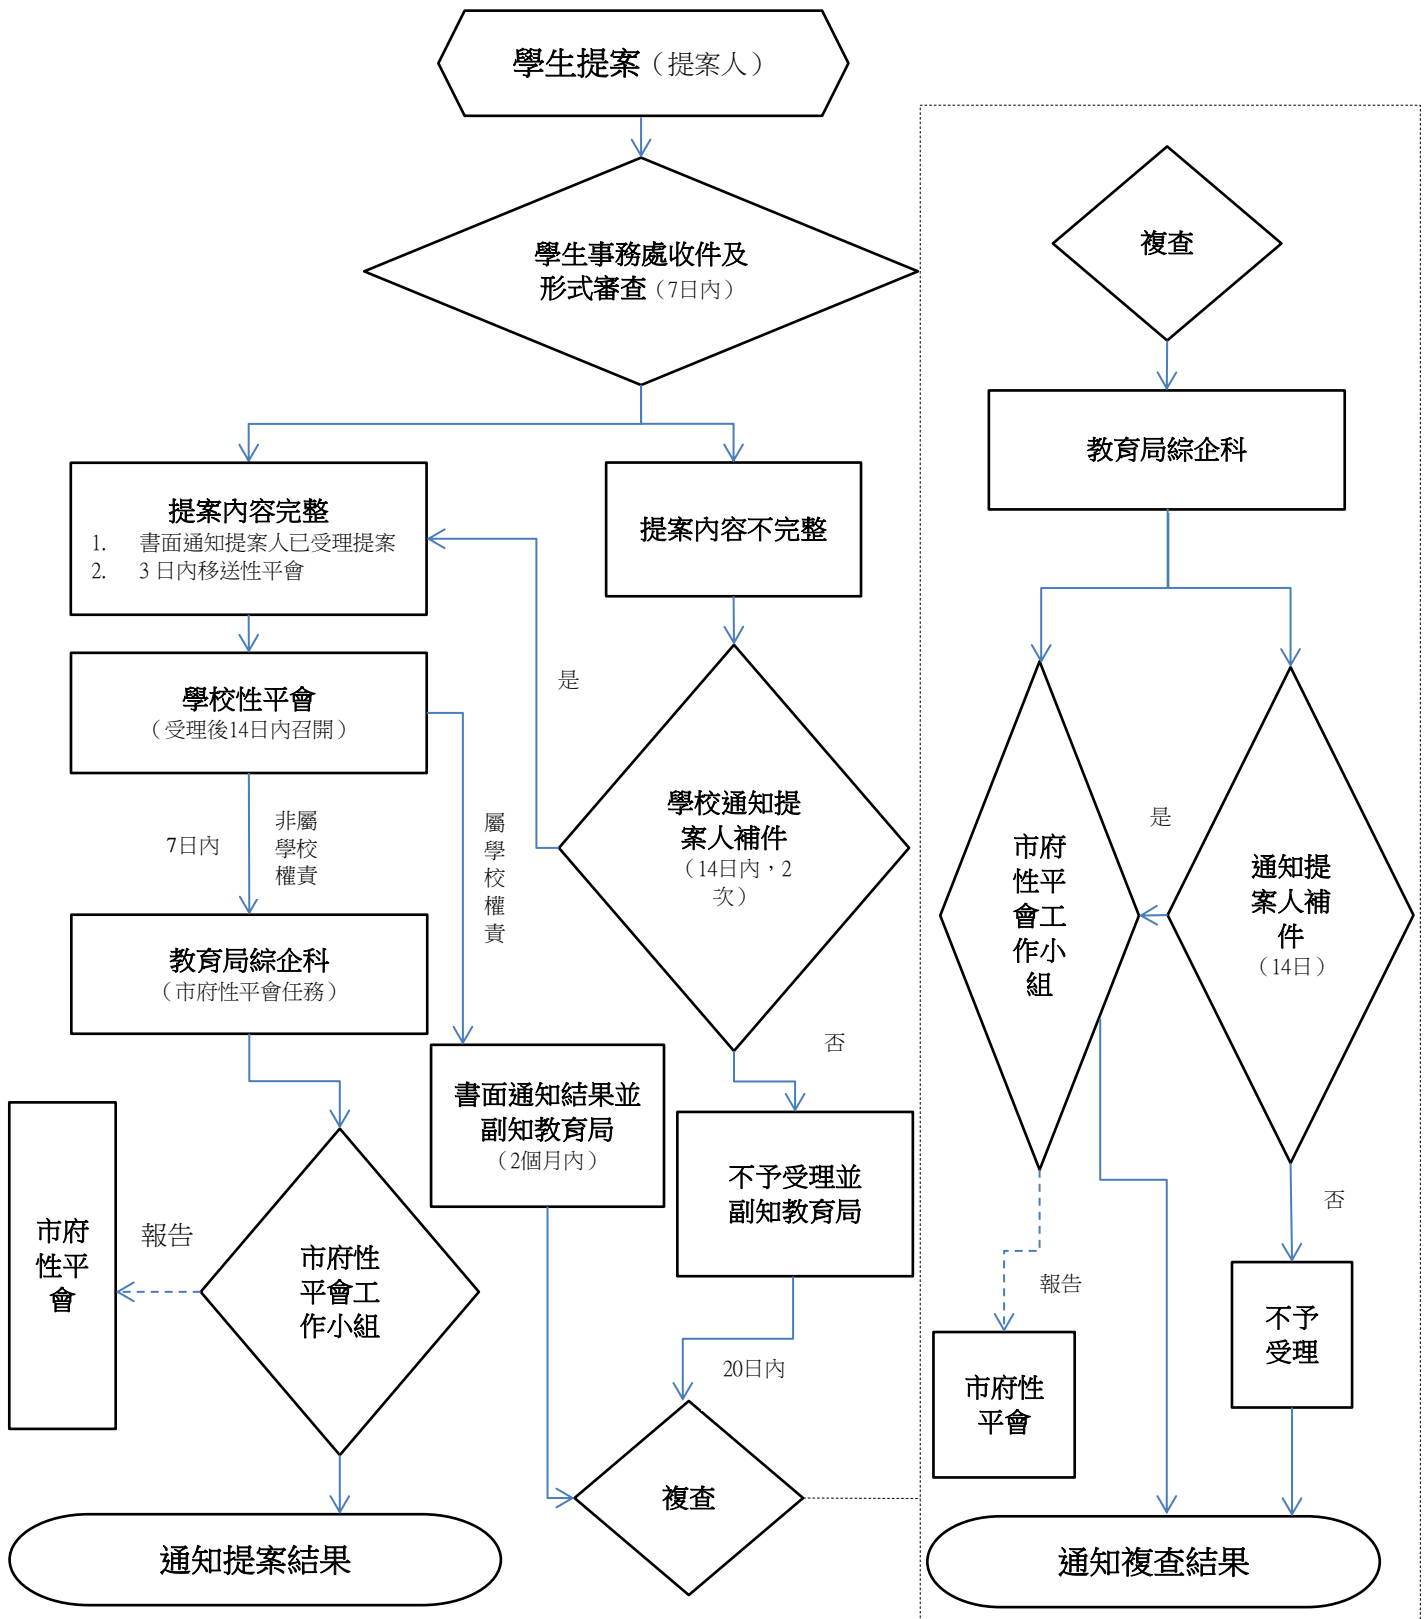 學生提案（提案人）
學生事務處收件及
形式審查（7日內）
提案內容完整
1. 書面通知提案人已受理提案
2. 3 日內移送性平會
提案內容不完整
是
學校性平會
（受理後14日內召開）
7日內
非屬
學校
權責
屬
學
校
權
責
學校通知提
案人補件
（14日內，2
次）
否
教育局綜企科
（市府性平會任務）
書面通知結果並
副知教育局
（2個月內）
不予受理並
副知教育局
市府
性平
會
報告
市府性
平會工
作小組
20日內
複查
通知提案結果
複查
教育局綜企科
市府
性平
會工
作小
組
是
通知提
案人補
件
（14日）
否
報告
不予
受理
市府性
平會
通知複查結果